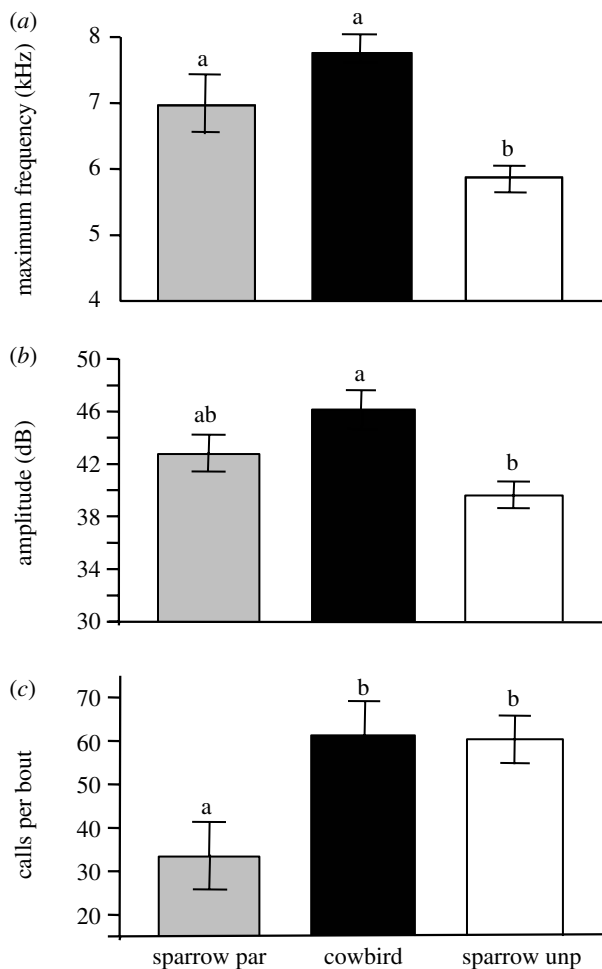 (a)
maximum frequency (kHz)
8
7
6
5
4
a
a
b
(b)
amplitude (dB)
50
46
42
38
34
30
ab
a
b
(c)
calls per bout
70
60
50
40
30
20
a
b
b
sparrow par cowbird sparrow unp